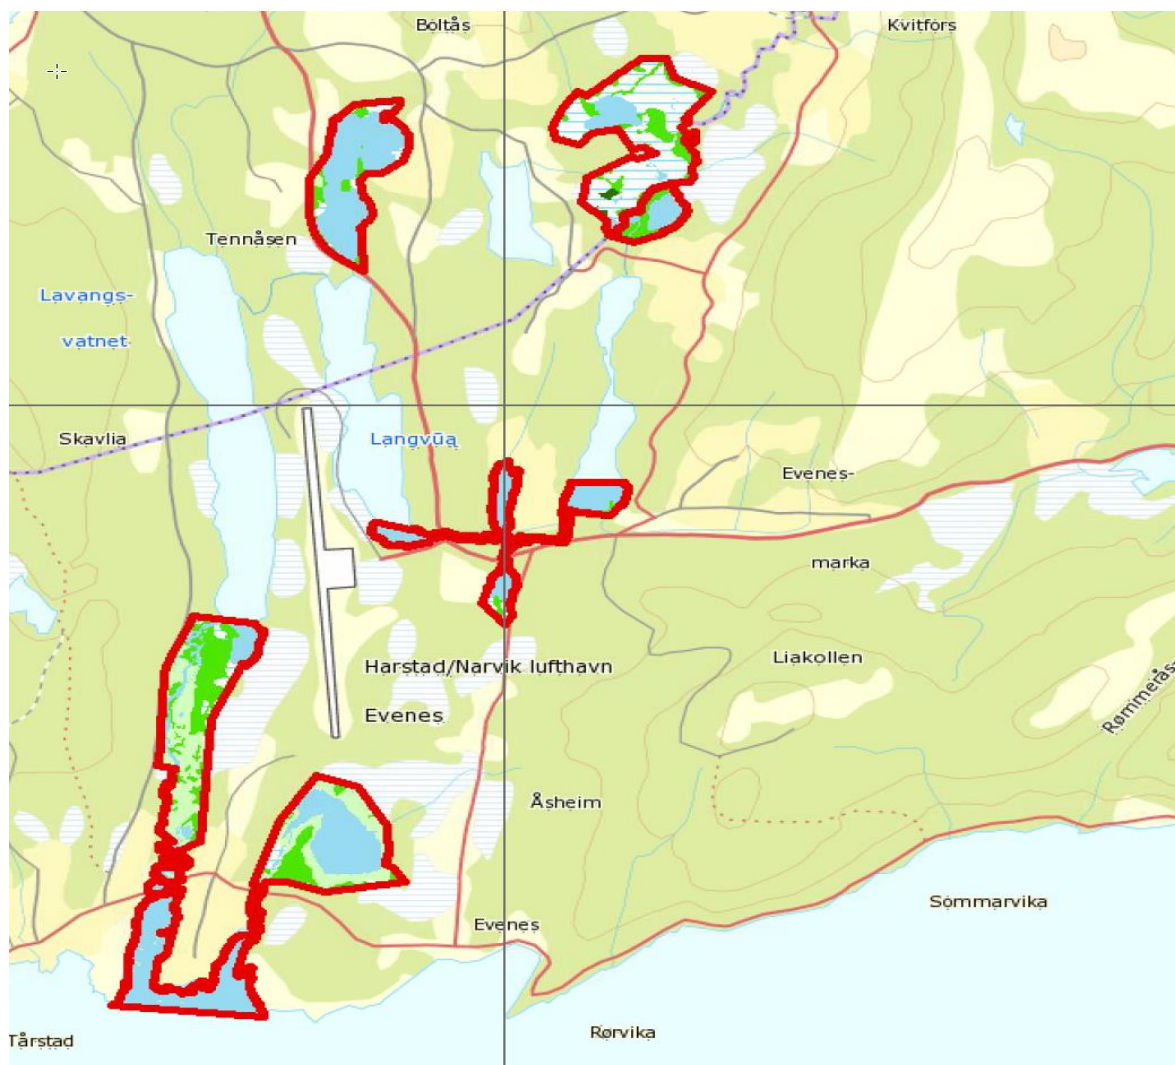 Boltås
Kvitfors
Tennåsen
Lavangs-
vatnet
Skavlia
Langvüa
Evenes-
marka
Harstad/Narvik lufthavn
Liakollen
Rømmerås
Evenes
Åsheim
Evenes
Sommarvika
Rørvika
Tårstad